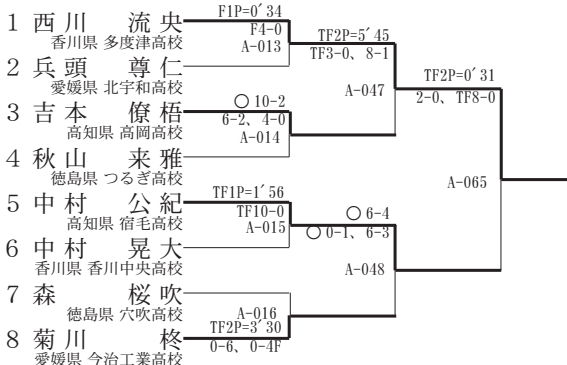 1 西川 流央
香川県 多度津高校
2 兵頭 尊仁
愛媛県 北宇和高校
3 吉本 僚梧
高知県 高岡高校
4 秋山 来雅
徳島県 つるぎ高校
5 中村 公紀
高知県 宿毛高校
6 中村 晃大
香川県 香川中央高校
7 森 桜吹
徳島県 穴吹高校
8 菊川 柊
愛媛県 今治工業高校
F1P=0´34
F4-0
A-013
○ 10-2
6-2、 4-0
A-014
TF1P=1´56
TF10-0
A-015
A-016
TF2P=3´30
0-6、 0-4F
TF2P=5´45
TF3-0、 8-1
A-047
○ 6-4
○ 0-1、 6-3
A-048
TF2P=0´31
2-0、 TF8-0
A-065